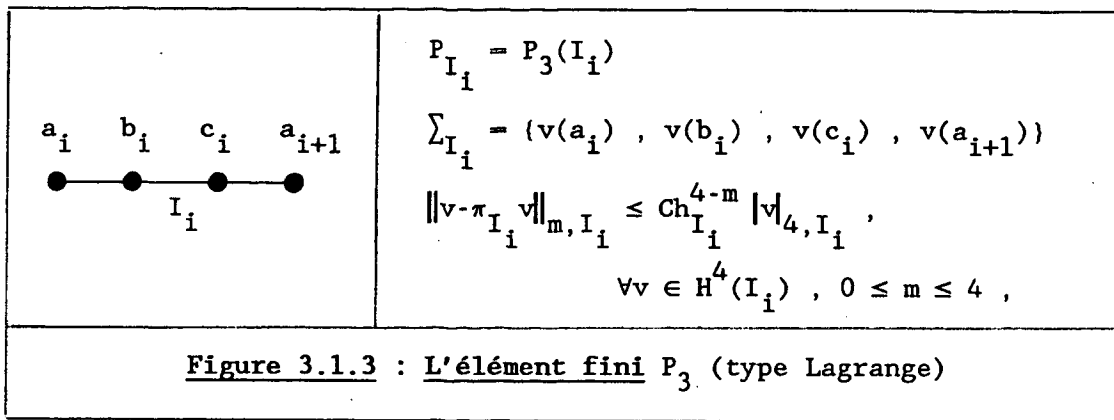 a_i b_i c_i a_{i+1}
I_i
P_{I_i} = P_3(I_i)
∑_{I_i} = {v(a_i) , v(b_i) , v(c_i) , v(a_{i+1})}
‖v-π_{I_i} v‖_{m,I_i} ≤ Ch_{I_i}^{4-m} |v|_{4,I_i} ,
∀v ∈ H^4(I_i) , 0 ≤ m ≤ 4 ,
Figure 3.1.3 : L'élément fini P_3 (type Lagrange)